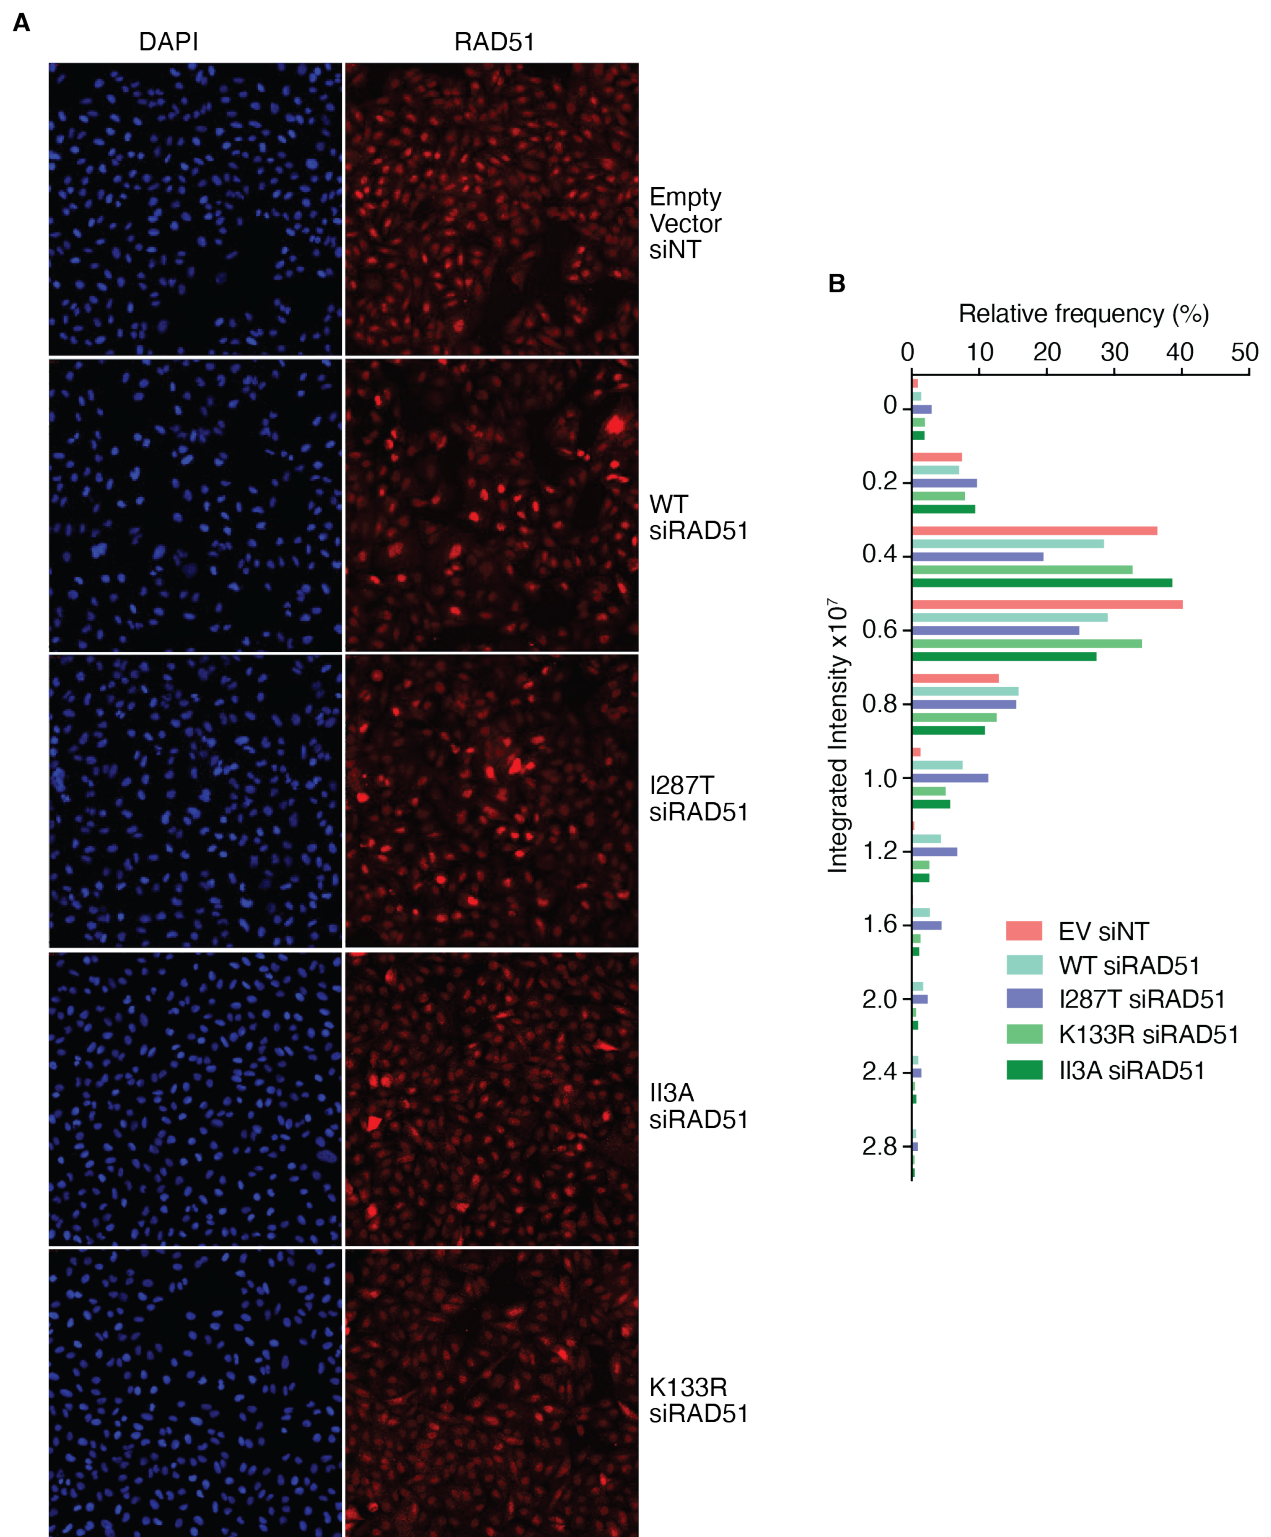 A
DAPI
RAD51
Empty
Vector
siNT
WT
siRAD51
I287T
siRAD51
II3A
siRAD51
K133R
siRAD51
B
Relative frequency (%)
0 10 20 30 40 50
Integrated Intensity x10⁷
0
0.2
0.4
0.6
0.8
1.0
1.2
1.6
2.0
2.4
2.8
EV siNT
WT siRAD51
I287T siRAD51
K133R siRAD51
II3A siRAD51